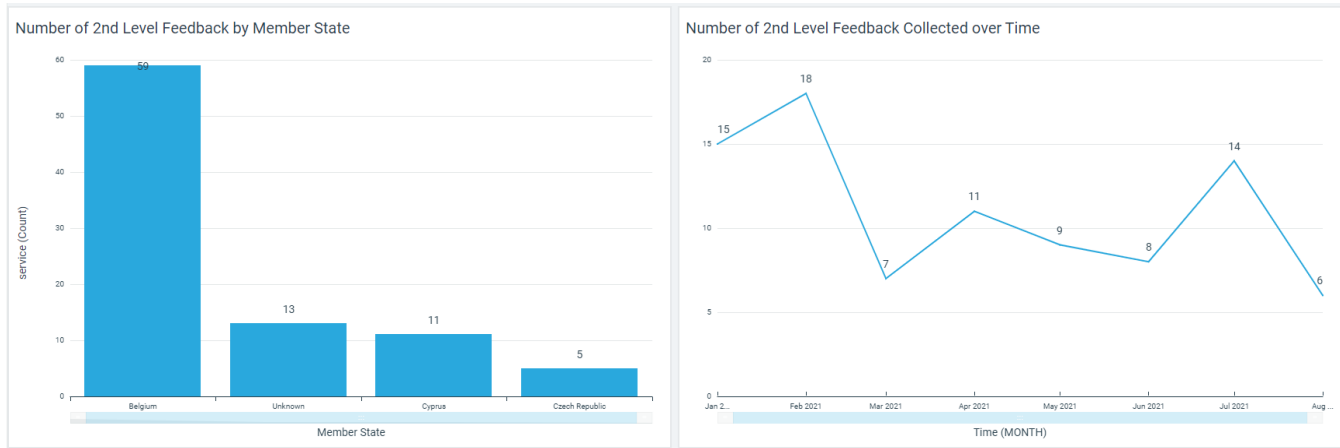 Number of 2nd Level Feedback by Member State
60
59
50
40
30
20
10
0
13
11
5
service (Count)
Belgium
Unknown
Cyprus
Czech Republic
Member State
Number of 2nd Level Feedback Collected over Time
20
15
10
5
0
15
18
7
11
9
8
14
6
Jan 2...
Feb 2021
Mar 2021
Apr 2021
May 2021
Jun 2021
Jul 2021
Aug ...
Time (MONTH)